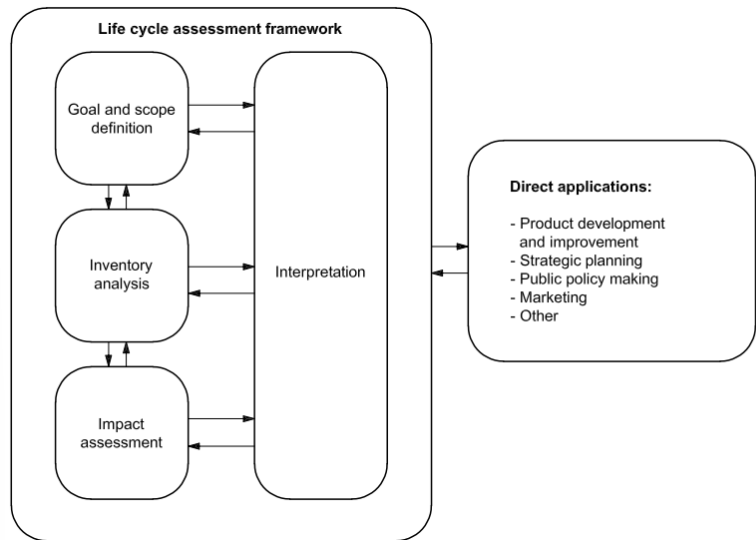 Life cycle assessment framework
Goal and scope
definition
Inventory
analysis
Impact
assessment
Interpretation
Direct applications:
- Product development
and improvement
- Strategic planning
- Public policy making
- Marketing
- Other